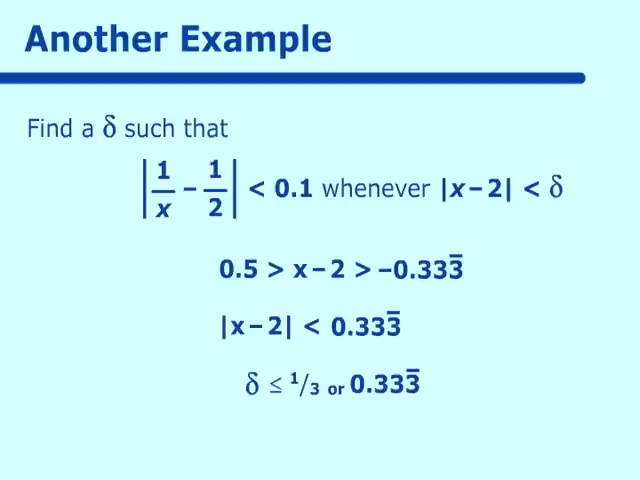 Another Example
Find a δ such that
|1/x – 1/2| < 0.1 whenever |x – 2| < δ
0.5 > x – 2 > –0.333̅
|x – 2| < 0.333̅
δ ≤ 1/3 or 0.333̅